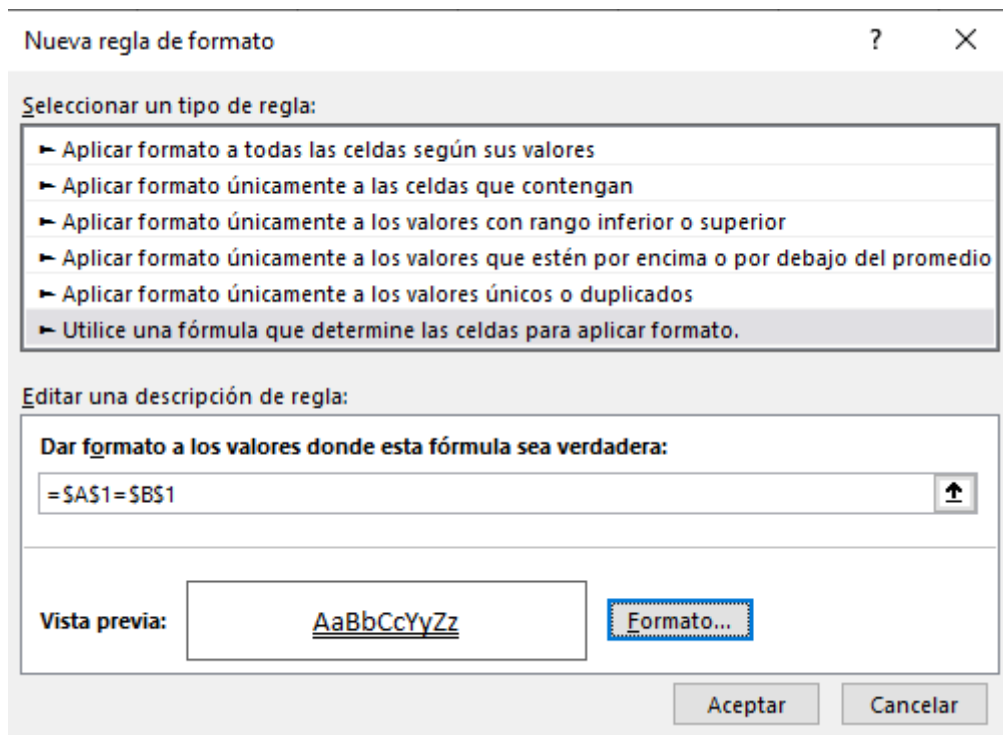 Nueva regla de formato ? ×
Seleccionar un tipo de regla:
► Aplicar formato a todas las celdas según sus valores
► Aplicar formato únicamente a las celdas que contengan
► Aplicar formato únicamente a los valores con rango inferior o superior
► Aplicar formato únicamente a los valores que estén por encima o por debajo del promedio
► Aplicar formato únicamente a los valores únicos o duplicados
► Utilice una fórmula que determine las celdas para aplicar formato.
Editar una descripción de regla:
Dar formato a los valores donde esta fórmula sea verdadera:
=$A$1=$B$1
Vista previa: AaBbCcYyZz Formato...
Aceptar Cancelar